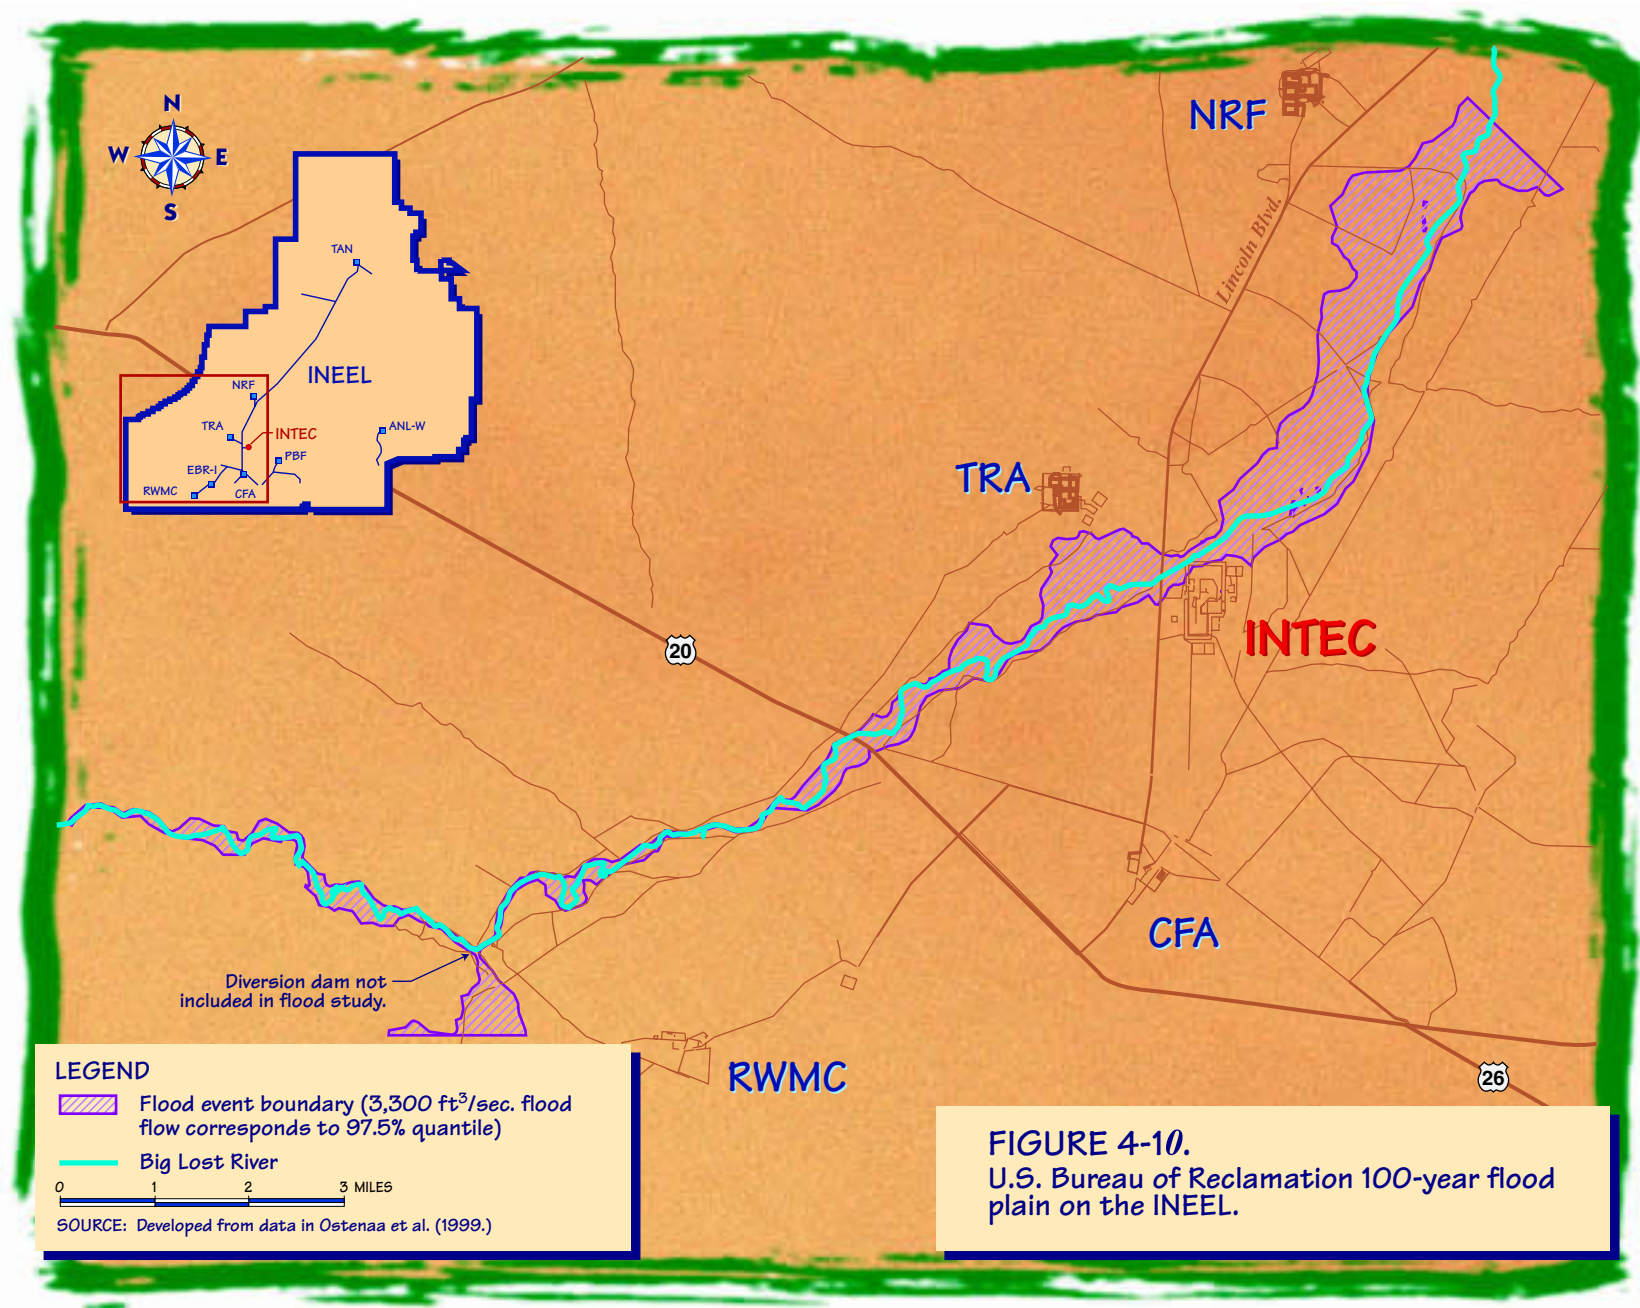 N
W E
S
NRF
Lincoln Blvd.
TAN
INEEL
NRF
TRA
INTEC
ANL-W
PBF
EBR-I
RWMC
CFA
TRA
INTEC
20
CFA
Diversion dam not
included in flood study.
RWMC
26
LEGEND
Flood event boundary (3,300 ft³/sec. flood
flow corresponds to 97.5% quantile)
Big Lost River
0 1 2 3 MILES
SOURCE: Developed from data in Ostenaa et al. (1999.)
FIGURE 4-10.
U.S. Bureau of Reclamation 100-year flood
plain on the INEEL.